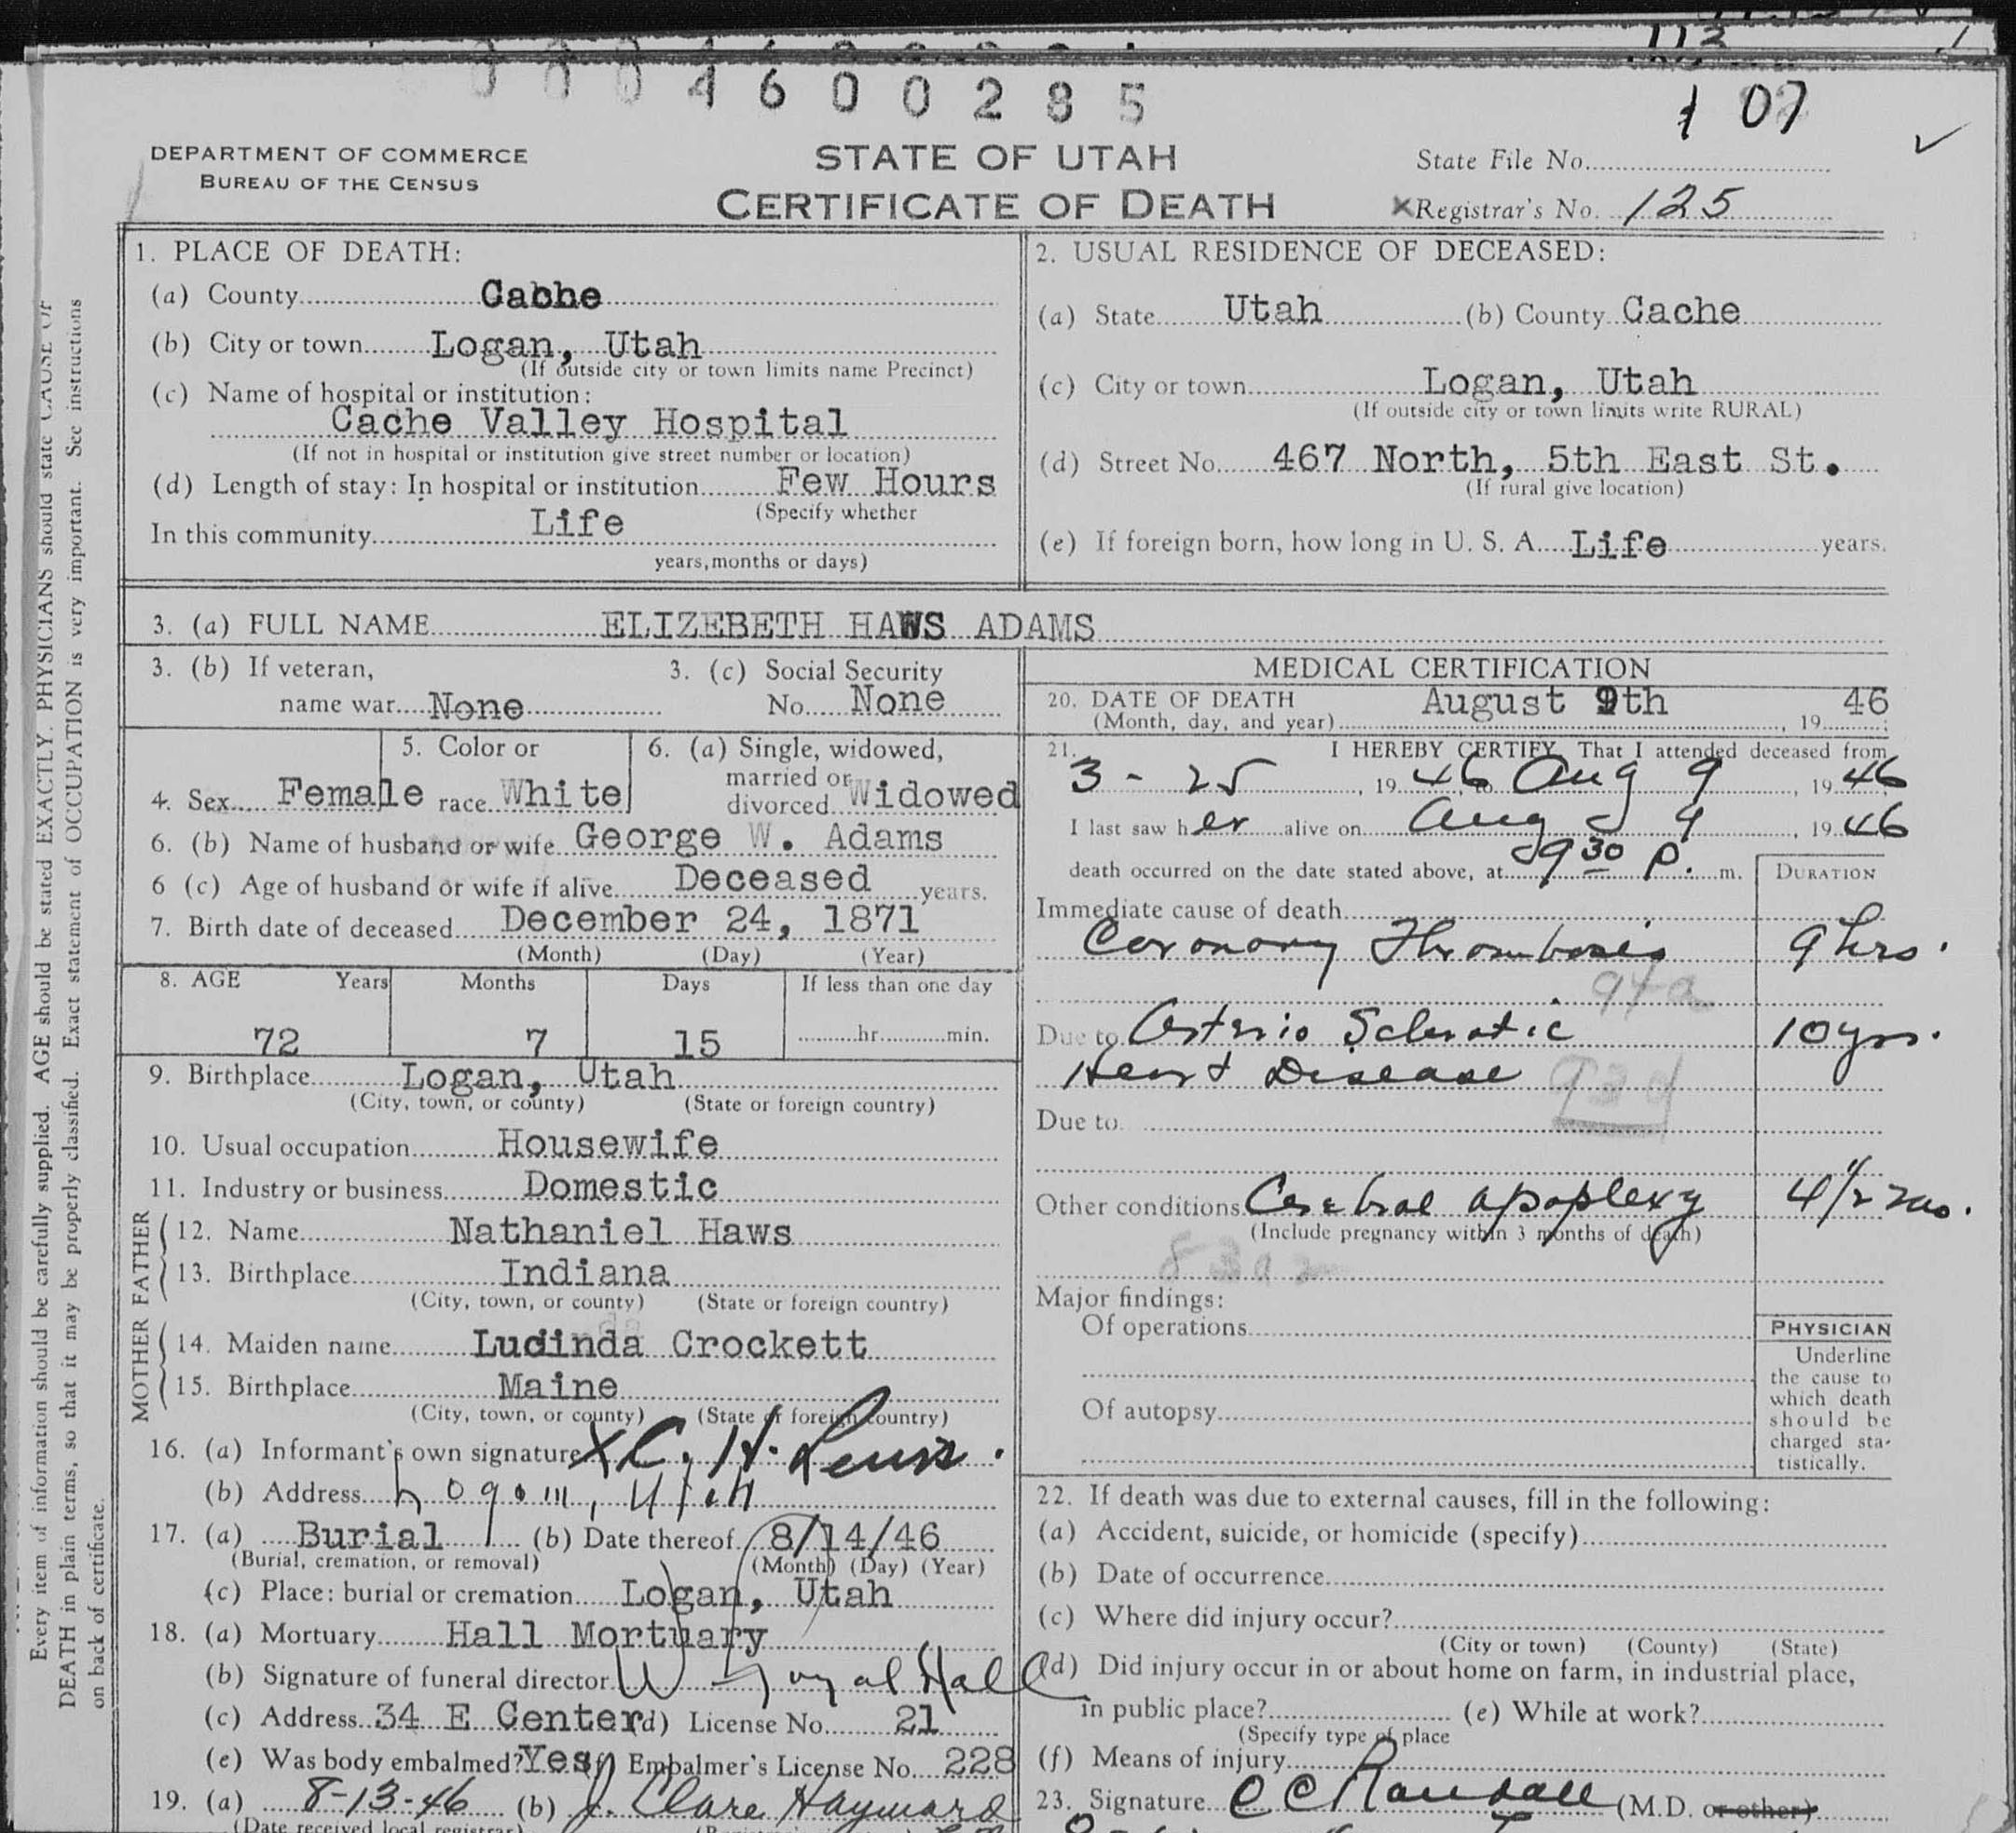 0004600285
1 07
DEPARTMENT OF COMMERCE
BUREAU OF THE CENSUS
STATE OF UTAH
CERTIFICATE OF DEATH
State File No.
Registrar's No. 125
1. PLACE OF DEATH:
(a) County Cache
(b) City or town Logan, Utah
(If outside city or town limits name Precinct)
(c) Name of hospital or institution:
Cache Valley Hospital
(If not in hospital or institution give street number or location)
(d) Length of stay: In hospital or institution Few Hours
(Specify whether
In this community Life
years, months or days)
2. USUAL RESIDENCE OF DECEASED:
(a) State Utah (b) County Cache
(c) City or town Logan, Utah
(If outside city or town limits write RURAL)
(d) Street No. 467 North, 5th East St.
(If rural give location)
(e) If foreign born, how long in U. S. A. Life years.
3. (a) FULL NAME ELIZEBETH HAWS ADAMS
3. (b) If veteran,
name war None
3. (c) Social Security
No. None
4. Sex Female
5. Color or
race White
6. (a) Single, widowed,
married or
divorced Widowed
6. (b) Name of husband or wife George W. Adams
6 (c) Age of husband or wife if alive Deceased years.
7. Birth date of deceased December 24, 1871
(Month) (Day) (Year)
8. AGE Years Months Days If less than one day
72 7 15 hr. min.
9. Birthplace Logan, Utah
(City, town, or county) (State or foreign country)
10. Usual occupation Housewife
11. Industry or business Domestic
FATHER
12. Name Nathaniel Haws
13. Birthplace Indiana
(City, town, or county) (State or foreign country)
MOTHER
14. Maiden name Lucinda Crockett
15. Birthplace Maine
(City, town, or county) (State or foreign country)
16. (a) Informant's own signature X C. H. Lewis.
(b) Address Logan, Utah
17. (a) Burial (b) Date thereof 8/14/46
(Burial, cremation, or removal) (Month) (Day) (Year)
(c) Place: burial or cremation Logan, Utah
18. (a) Mortuary Hall Mortuary
(b) Signature of funeral director W Hall
(c) Address 34 E Center (d) License No. 21
(e) Was body embalmed? Yes (f) Embalmer's License No. 228
19. (a) 8-13-46 (b) J. Clare Hayward
(Date received local registrar)
MEDICAL CERTIFICATION
20. DATE OF DEATH August 9th 46
(Month, day, and year) , 19
21. I HEREBY CERTIFY, That I attended deceased from
3-25, 1946, to Aug 9, 1946
I last saw her alive on Aug 9, 1946
death occurred on the date stated above, at 9 30 p. m.
DURATION
Immediate cause of death
Coronary Thrombosis 9 hrs.
94a
Due to Arterio Sclerotic 10 yrs.
Heart Disease 93d
Due to
Other conditions Cerebral apoplexy 4 1/2 mo.
(Include pregnancy within 3 months of death)
Major findings:
Of operations
Of autopsy
PHYSICIAN
Underline
the cause to
which death
should be
charged sta-
tistically.
22. If death was due to external causes, fill in the following:
(a) Accident, suicide, or homicide (specify)
(b) Date of occurrence
(c) Where did injury occur?
(City or town) (County) (State)
(d) Did injury occur in or about home on farm, in industrial place,
in public place? (e) While at work?
(Specify type of place
(f) Means of injury
23. Signature C C Randall (M.D. or other)
Every item of information should be carefully supplied. AGE should be stated EXACTLY. PHYSICIANS should state CAUSE OF
DEATH in plain terms, so that it may be properly classified. Exact statement of OCCUPATION is very important. See instructions
on back of certificate.